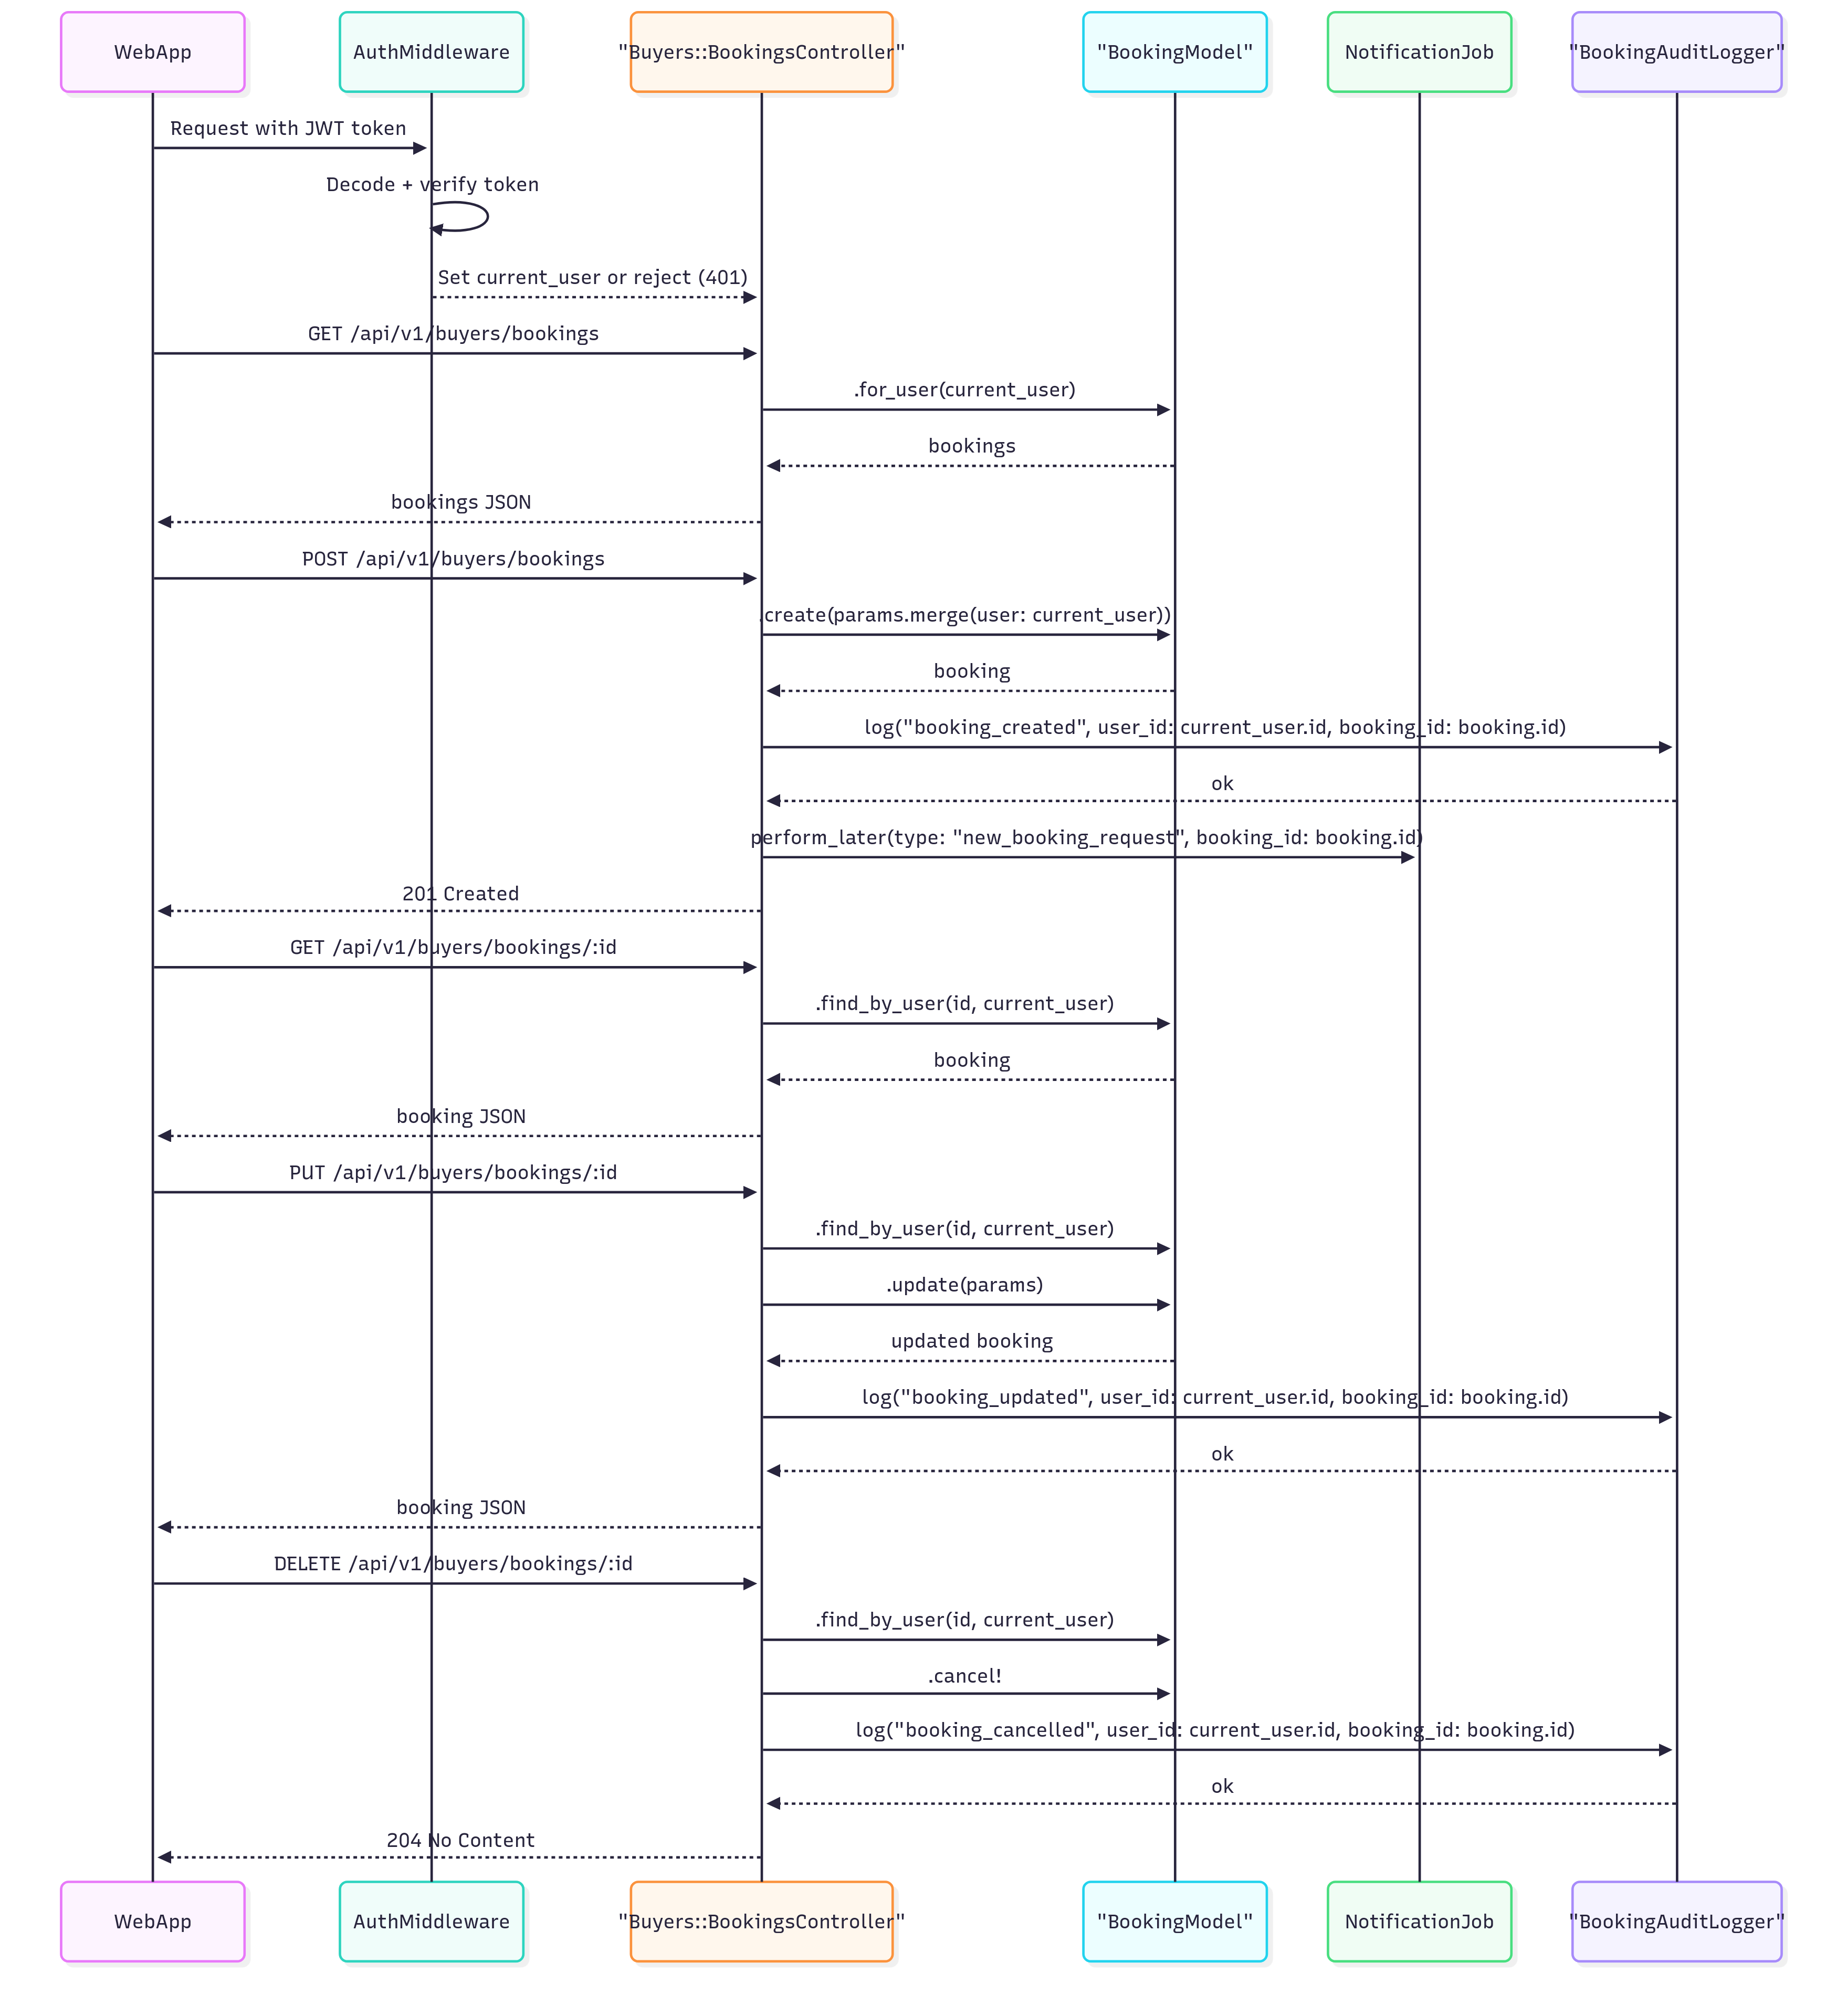 WebApp
AuthMiddleware
"Buyers::BookingsController"
"BookingModel"
NotificationJob
"BookingAuditLogger"
Request with JWT token
Decode + verify token
Set current_user or reject (401)
GET /api/v1/buyers/bookings
.for_user(current_user)
bookings
bookings JSON
POST /api/v1/buyers/bookings
.create(params.merge(user: current_user))
booking
log("booking_created", user_id: current_user.id, booking_id: booking.id)
ok
perform_later(type: "new_booking_request", booking_id: booking.id)
201 Created
GET /api/v1/buyers/bookings/:id
.find_by_user(id, current_user)
booking
booking JSON
PUT /api/v1/buyers/bookings/:id
.find_by_user(id, current_user)
.update(params)
updated booking
log("booking_updated", user_id: current_user.id, booking_id: booking.id)
ok
booking JSON
DELETE /api/v1/buyers/bookings/:id
.find_by_user(id, current_user)
.cancel!
log("booking_cancelled", user_id: current_user.id, booking_id: booking.id)
ok
204 No Content
WebApp
AuthMiddleware
"Buyers::BookingsController"
"BookingModel"
NotificationJob
"BookingAuditLogger"